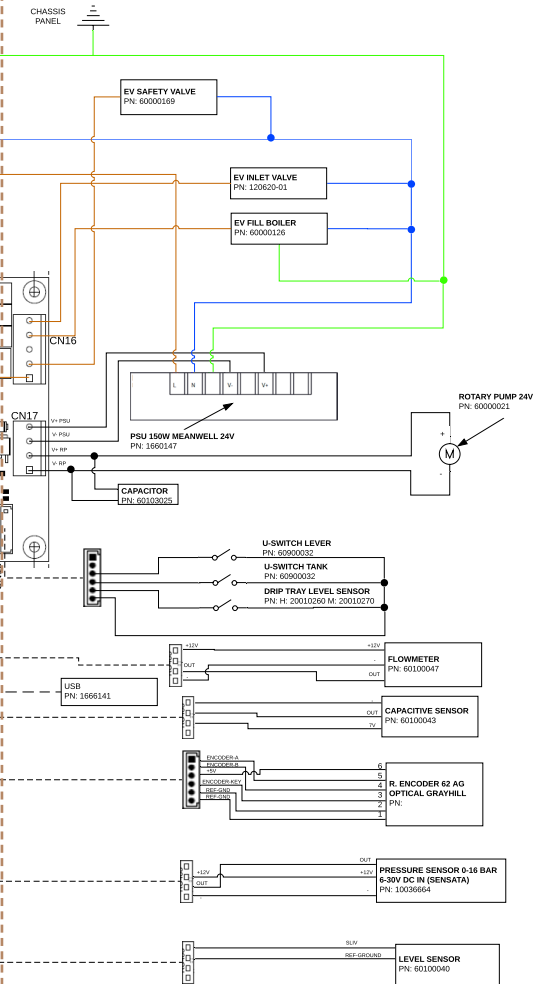 CHASSIS
PANEL
EV SAFETY VALVE
PN: 60000169
EV INLET VALVE
PN: 120620-01
EV FILL BOILER
PN: 60000126
CN16
L
N
V-
V+
ROTARY PUMP 24V
PN: 60000021
CN17
V+ PSU
V- PSU
V+ RP
V- RP
PSU 150W MEANWELL 24V
PN: 1660147
+
M
-
CAPACITOR
PN: 60103025
U-SWITCH LEVER
PN: 60900032
U-SWITCH TANK
PN: 60900032
DRIP TRAY LEVEL SENSOR
PN: H: 20010260 M: 20010270
+12V
OUT
-
+12V
-
OUT
FLOWMETER
PN: 60100047
USB
PN: 1666141
-
OUT
7V
CAPACITIVE SENSOR
PN: 60100043
ENCODER-A
ENCODER-B
+5V
ENCODER-KEY
REF-GND
REF-GND
6
5
4
3
2
1
R. ENCODER 62 AG
OPTICAL GRAYHILL
PN:
+12V
OUT
-
OUT
+12V
-
PRESSURE SENSOR 0-16 BAR
6-30V DC IN (SENSATA)
PN: 10036664
SLIV
REF-GROUND
LEVEL SENSOR
PN: 60100040